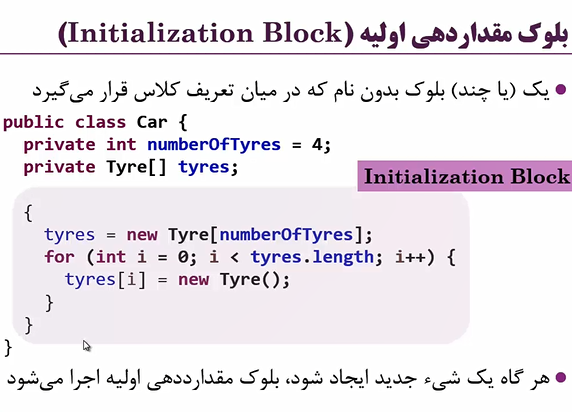 بلوک مقداردهی اولیه (Initialization Block)
یک (یا چند) بلوک بدون نام که در میان تعریف کلاس قرار می‌گیرد
public class Car {
private int numberOfTyres = 4;
private Tyre[] tyres;
Initialization Block
{
tyres = new Tyre[numberOfTyres];
for (int i = 0; i < tyres.length; i++) {
tyres[i] = new Tyre();
}
}
}
هر گاه یک شیء جدید ایجاد شود، بلوک مقدارددهی اولیه اجرا می‌شود